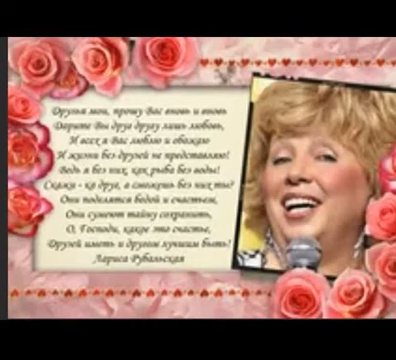 Друзья мои, прошу Вас вновь и вновь
Дарите Вы друг другу лишь любовь,
И всех я Вас люблю и обожаю
И жизни без друзей не представляю!
Ведь я без них, как рыба без воды!
Скажи - ка друг, а сможешь без них ты?
Они поделятся бедой и счастьем,
Они сумеют тайну сохранить,
О, Господи, какое это счастье,
Друзей иметь и другом лучшим быть!
Лариса Рубальская